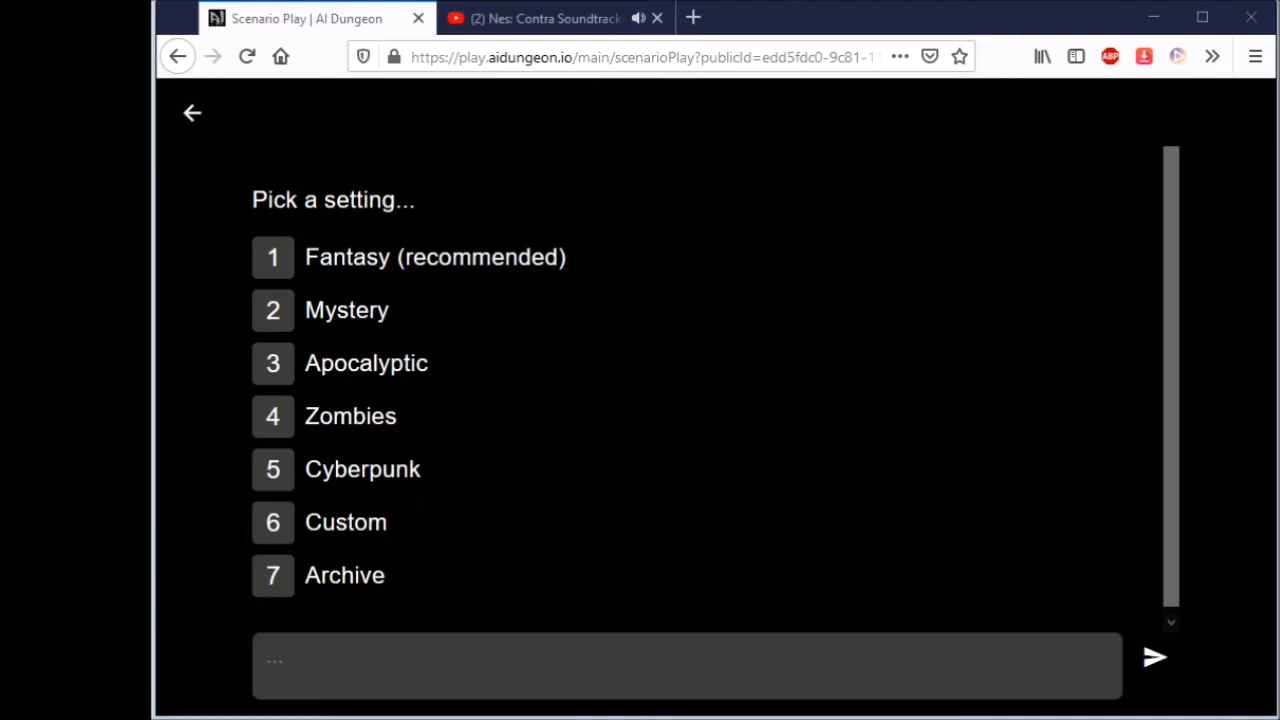 Scenario Play | AI Dungeon
(2) Nes: Contra Soundtrack
https://play.aidungeon.io/main/scenarioPlay?publicId=edd5fdc0-9c81-1
ABP
Pick a setting...
1 Fantasy (recommended)
2 Mystery
3 Apocalyptic
4 Zombies
5 Cyberpunk
6 Custom
7 Archive
...